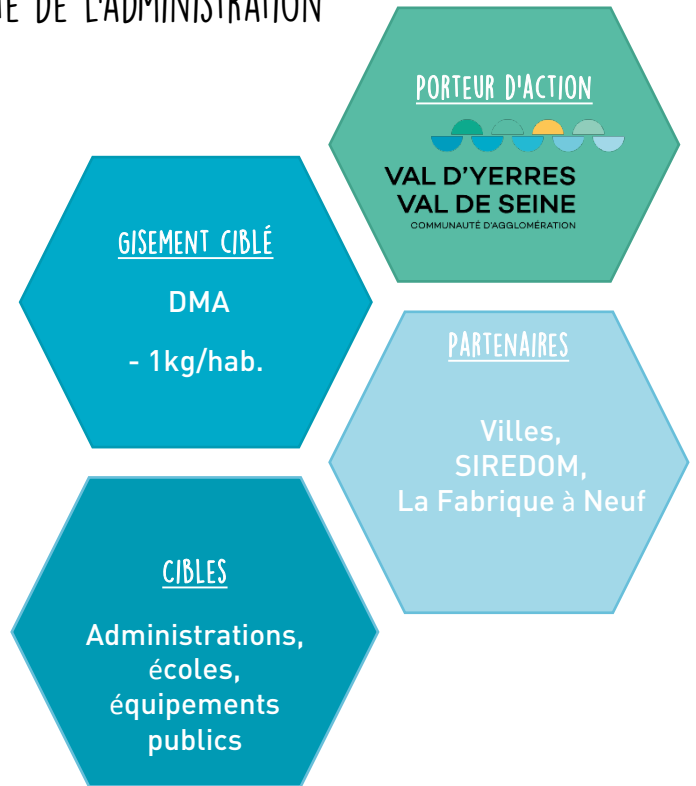 DE L'ADMINISTRATION
PORTEUR D'ACTION
VAL D'YERRES
VAL DE SEINE
COMMUNAUTÉ D'AGGLOMÉRATION
GISEMENT CIBLÉ
DMA
- 1kg/hab.
PARTENAIRES
Villes,
SIREDOM,
La Fabrique à Neuf
CIBLES
Administrations,
écoles,
équipements
publics